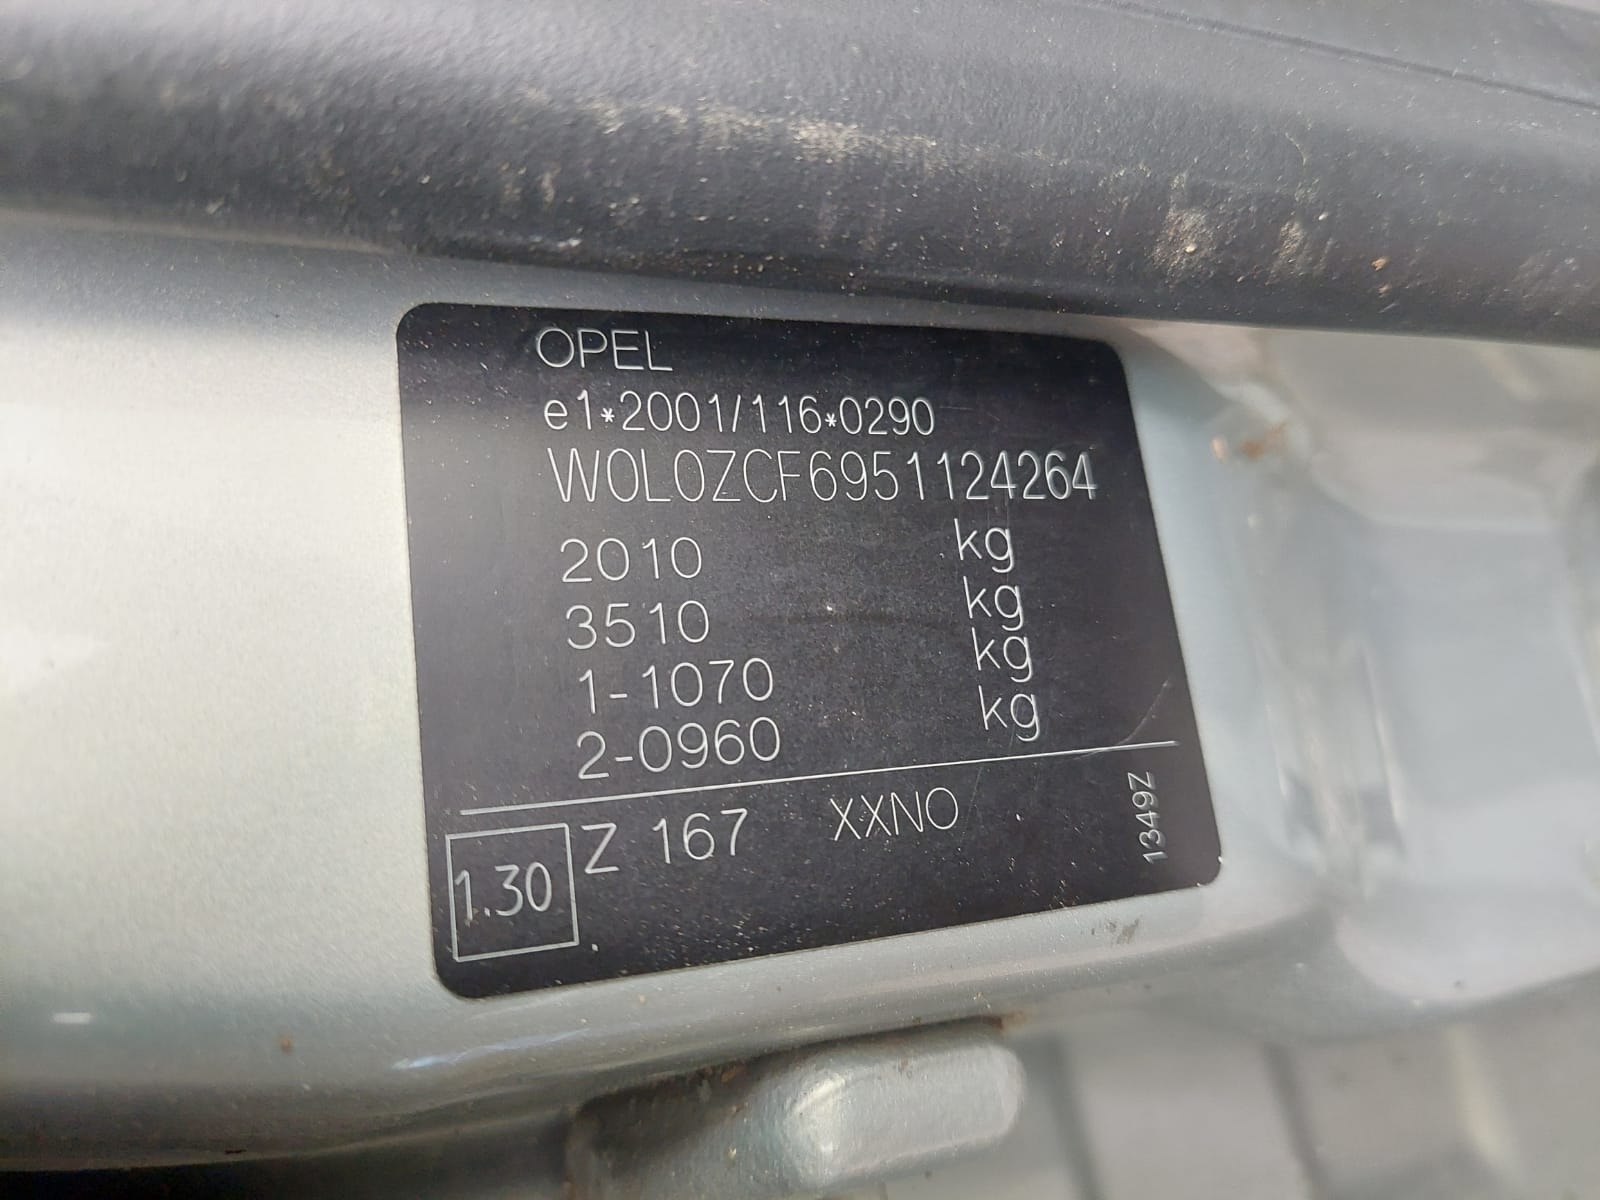 OPEL
e1*2001/116*0290
W0L0ZCF6951124264
2010 kg
3510 kg
1-1070 kg
2-0960 kg
1.30 Z 167 XXNO
1349Z